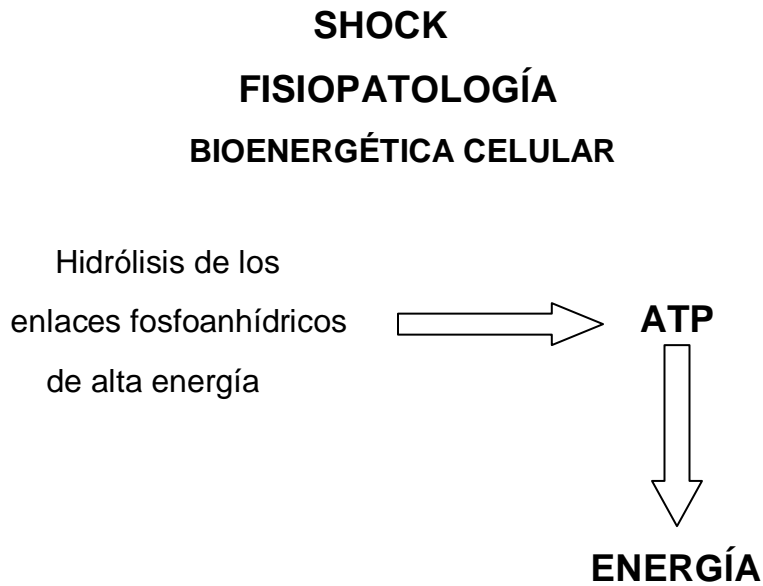 SHOCK
FISIOPATOLOGÍA
BIOENERGÉTICA CELULAR
Hidrólisis de los
enlaces fosfoanhídricos
de alta energía
ATP
ENERGÍA